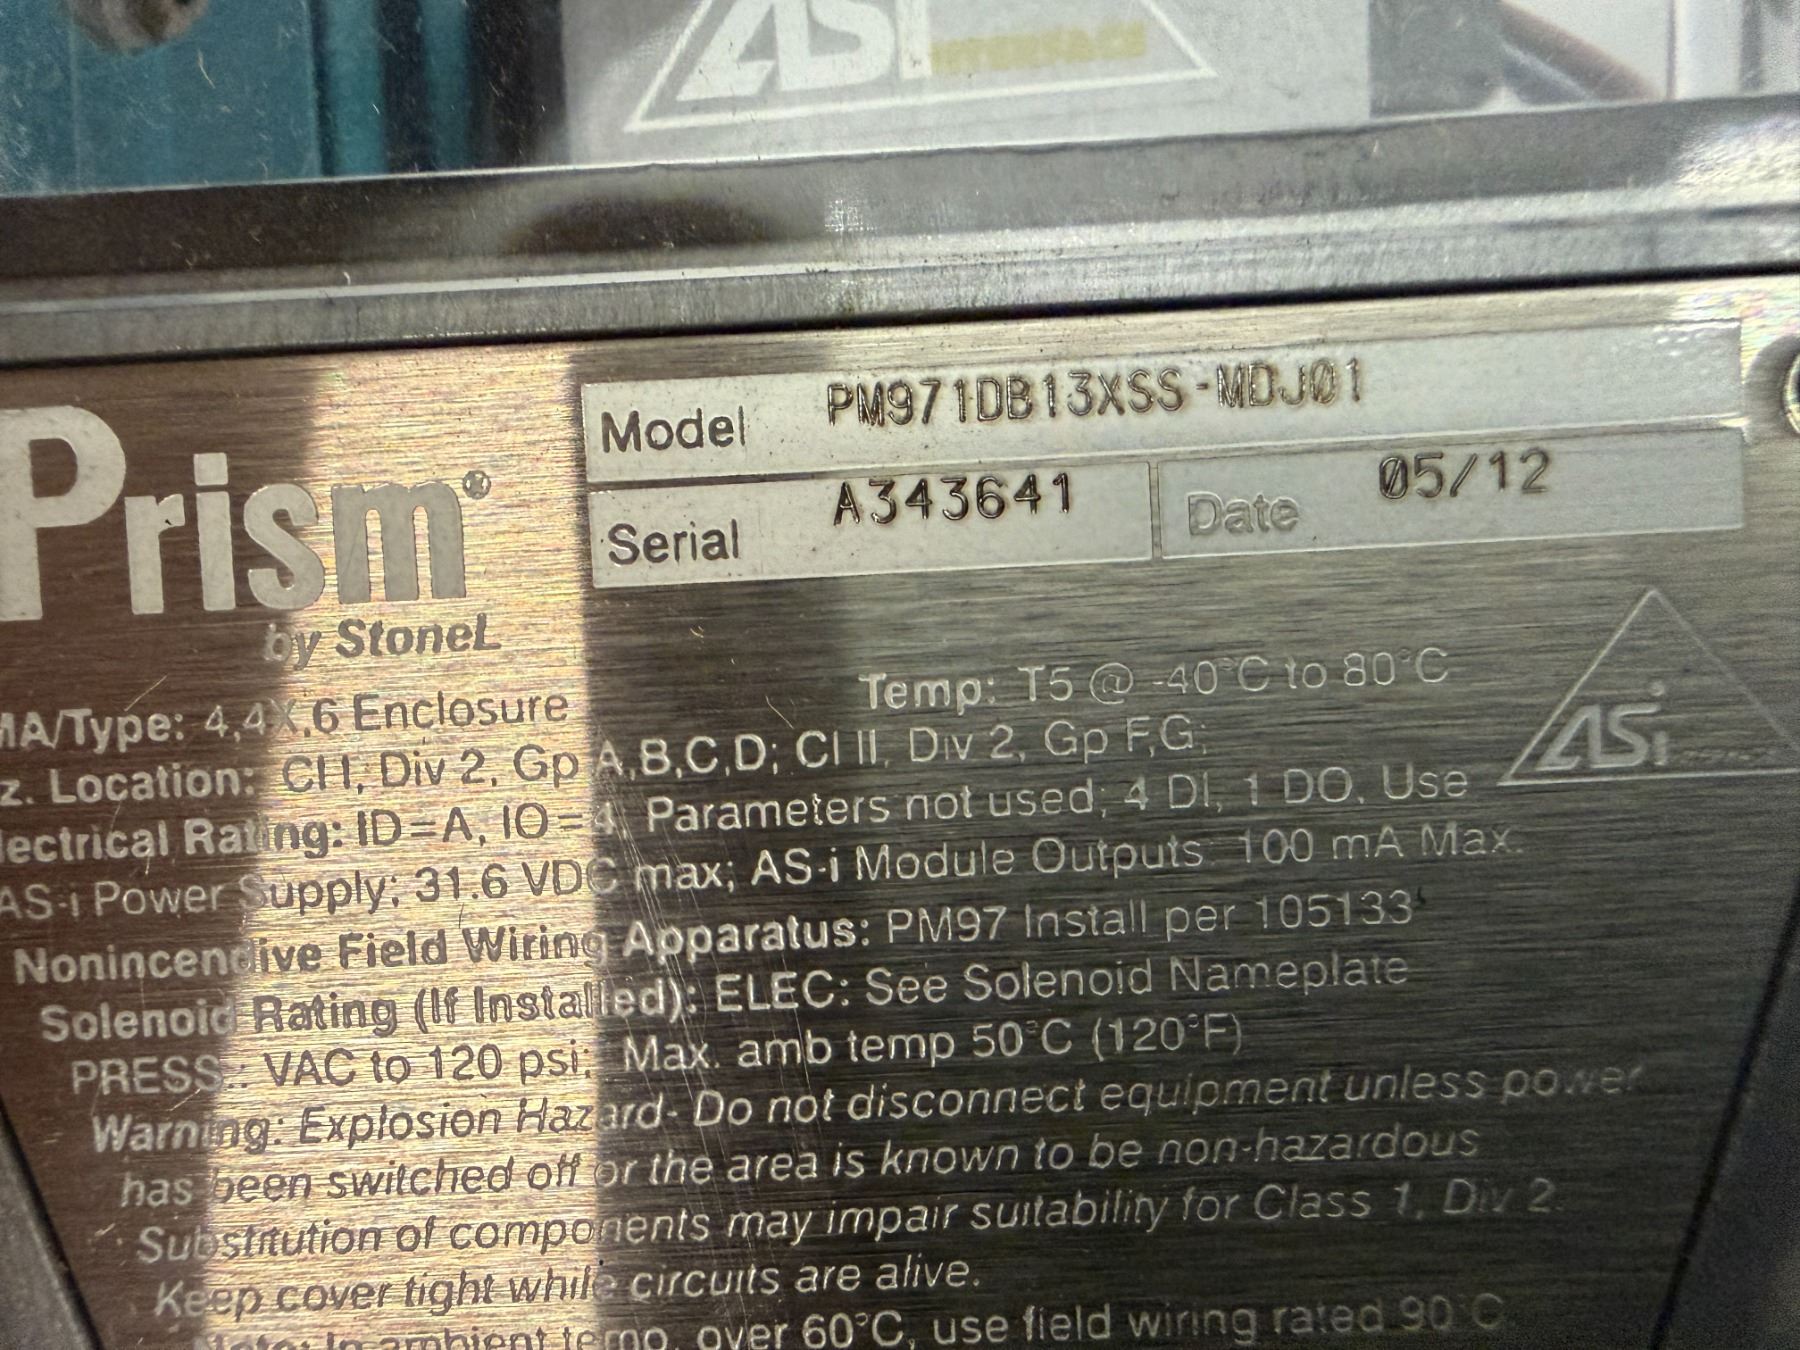 ASi INTERFACE
Model PM971DB13XSS-MDJ01
Serial A343641 Date 05/12
Prism®
by StoneL
Temp: T5 @ -40°C to 80°C
MA/Type: 4,4X,6 Enclosure
z. Location: Cl I, Div 2, Gp A,B,C,D; Cl II, Div 2, Gp F,G;
lectrical Rating: ID=A, IO=4, Parameters not used; 4 DI, 1 DO. Use
ASi
AS-i Power Supply; 31.6 VDC max; AS-i Module Outputs 100 mA Max.
Nonincendive Field Wiring Apparatus: PM97 Install per 105133
Solenoid Rating (If Installed): ELEC: See Solenoid Nameplate
PRESS.: VAC to 120 psi; Max. amb temp 50°C (120°F)
Warning: Explosion Hazard- Do not disconnect equipment unless power
has been switched off or the area is known to be non-hazardous
Substitution of components may impair suitability for Class 1, Div 2.
Keep cover tight while circuits are alive.
Note: In ambient temp. over 60°C, use field wiring rated 90°C